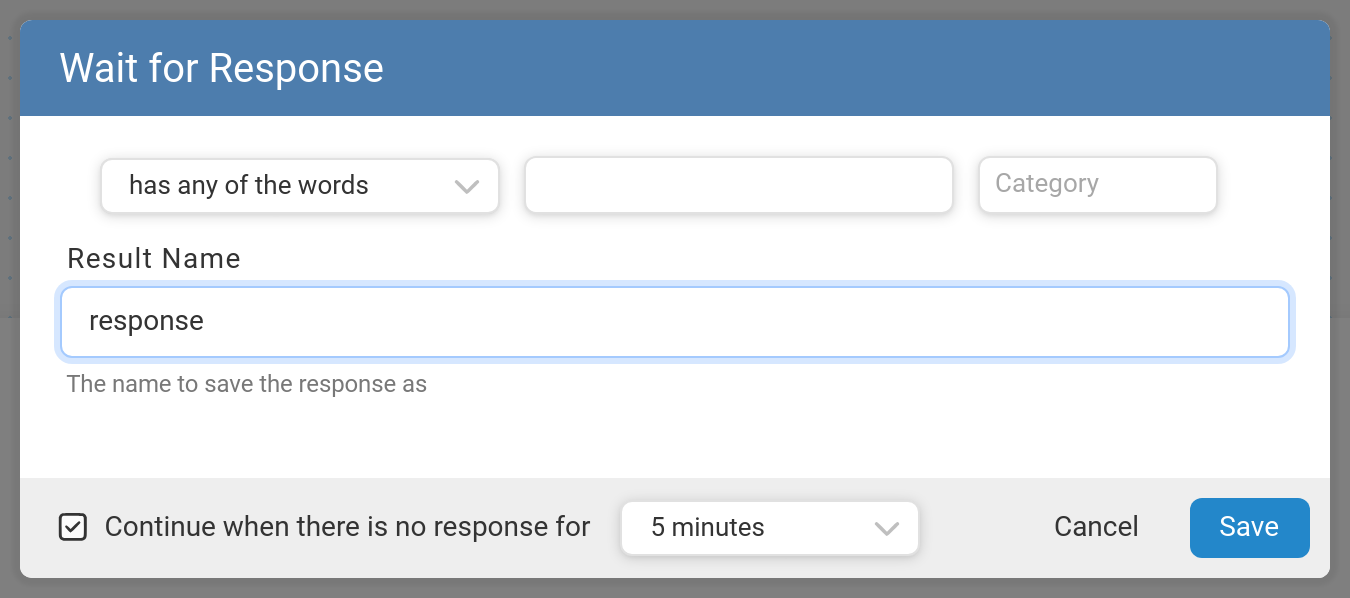 Wait for Response
has any of the words
Category
Result Name
response
The name to save the response as
Continue when there is no response for 5 minutes Cancel Save